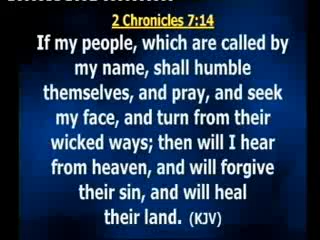 2 Chronicles 7:14
If my people, which are called by
my name, shall humble
themselves, and pray, and seek
my face, and turn from their
wicked ways; then will I hear
from heaven, and will forgive
their sin, and will heal
their land. (KJV)